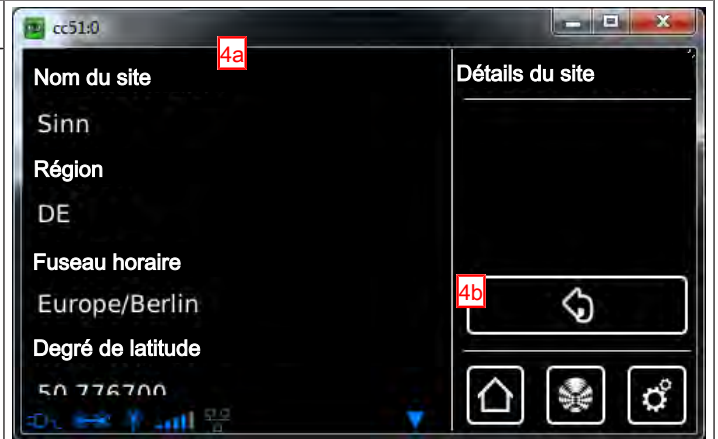 cc51:0
4a
Nom du site
Sinn
Région
DE
Fuseau horaire
Europe/Berlin
Degré de latitude
50.776700
Détails du site
4b